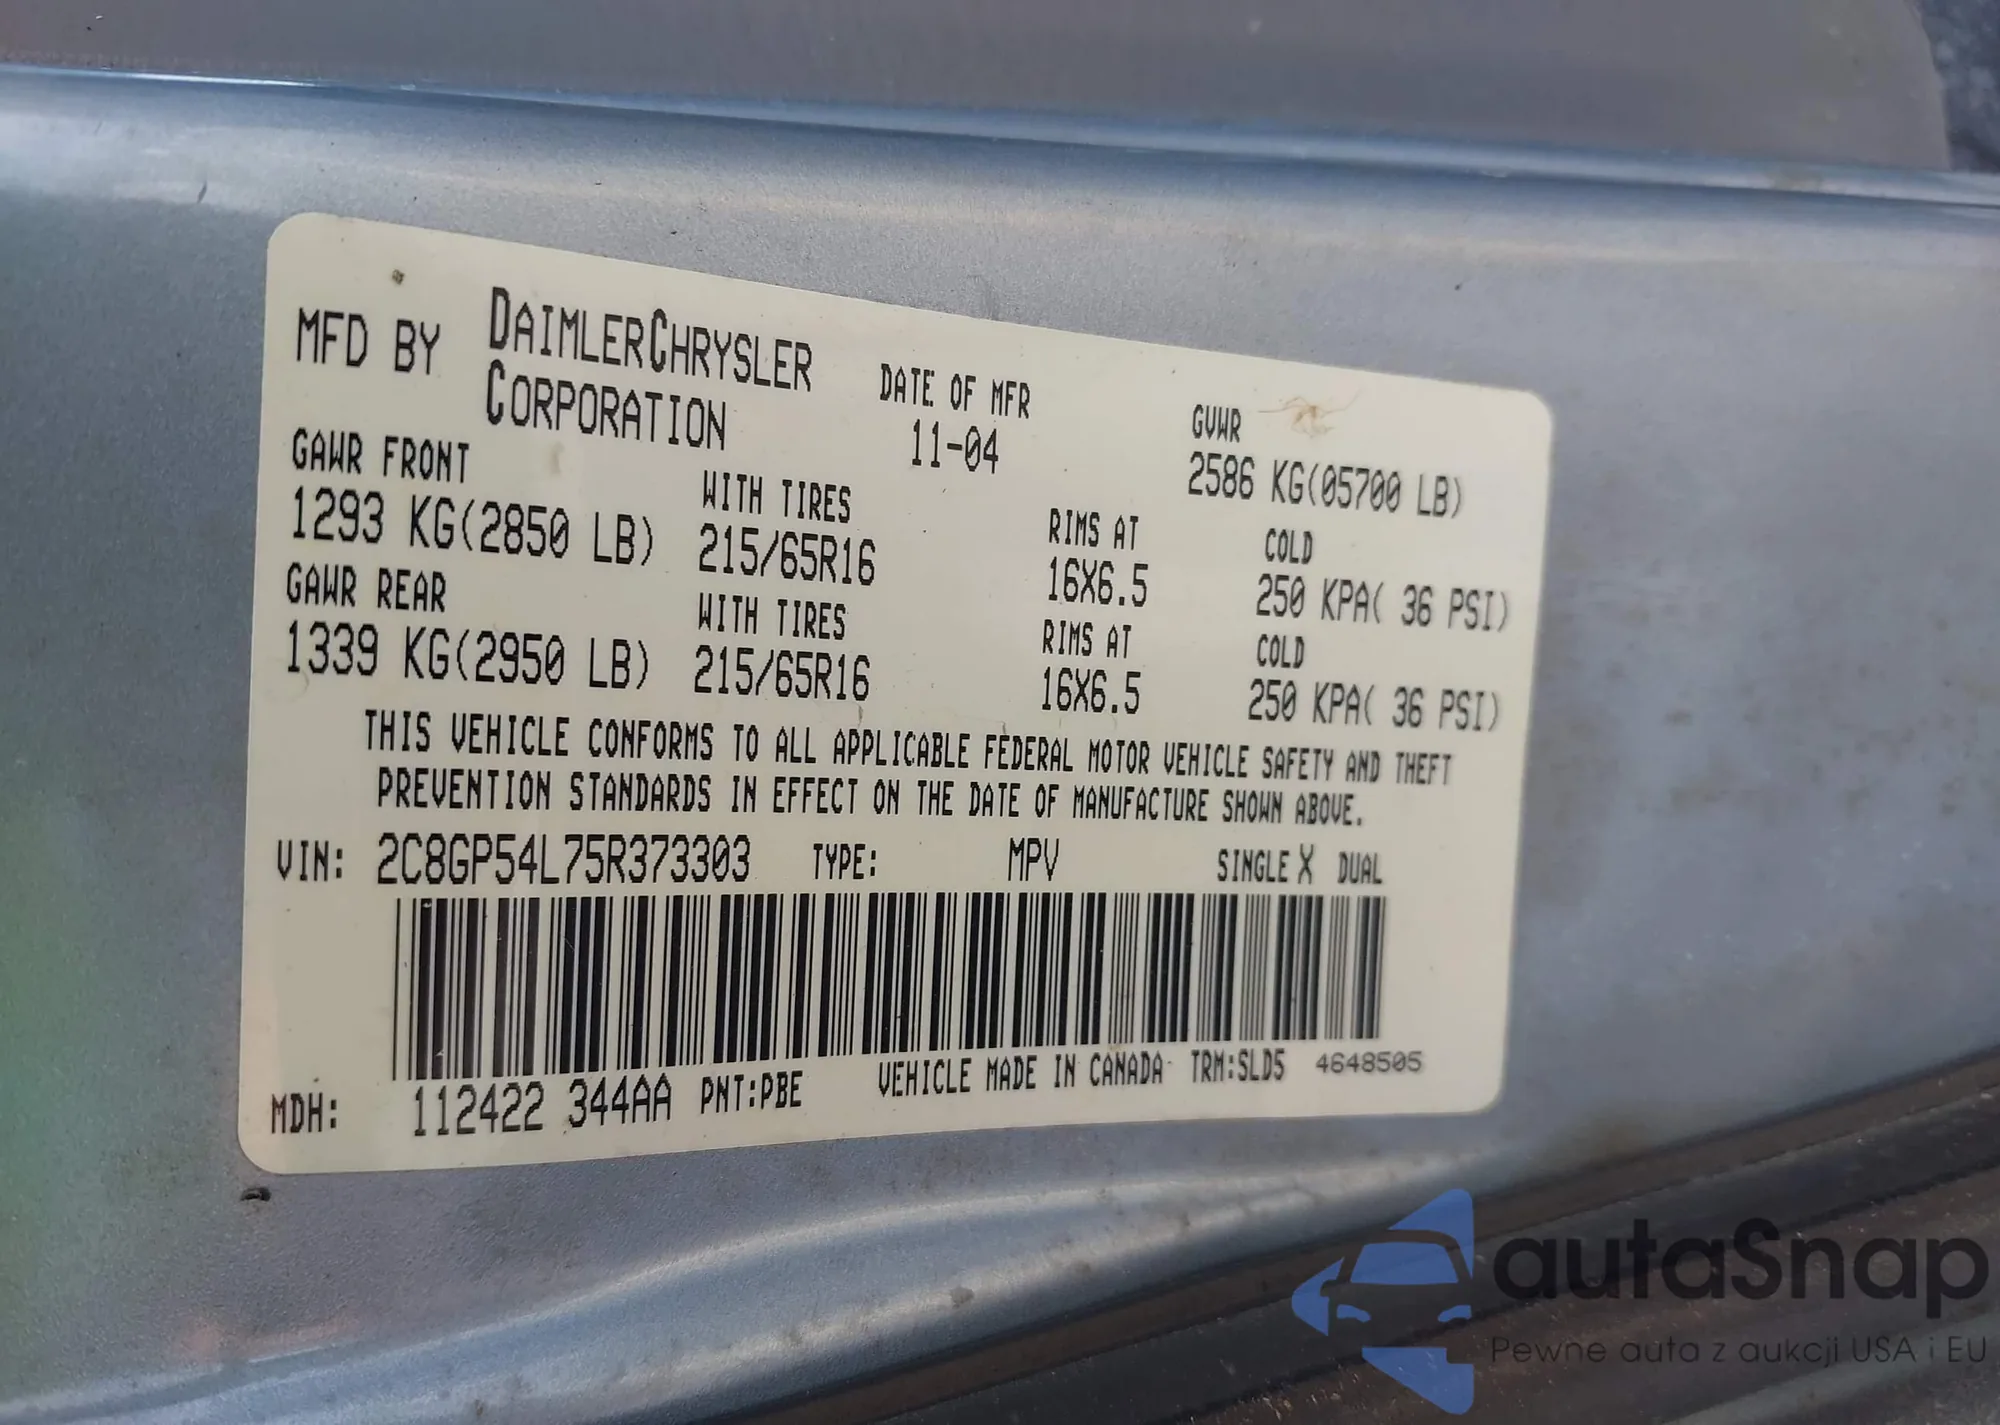 MFD BY DAIMLERCHRYSLER
CORPORATION
DATE OF MFR
11-04
GVWR
2586 KG(05700 LB)
GAWR FRONT WITH TIRES RIMS AT COLD
1293 KG(2850 LB) 215/65R16 16X6.5 250 KPA( 36 PSI)
GAWR REAR WITH TIRES RIMS AT COLD
1339 KG(2950 LB) 215/65R16 16X6.5 250 KPA( 36 PSI)
THIS VEHICLE CONFORMS TO ALL APPLICABLE FEDERAL MOTOR VEHICLE SAFETY AND THEFT
PREVENTION STANDARDS IN EFFECT ON THE DATE OF MANUFACTURE SHOWN ABOVE.
VIN: 2C8GP54L75R373303 TYPE: MPV SINGLE X DUAL
MDH: 112422 344AA PNT:PBE VEHICLE MADE IN CANADA TRM:SLD5 4648505
autaSnap
Pewne auta z aukcji USA i EU